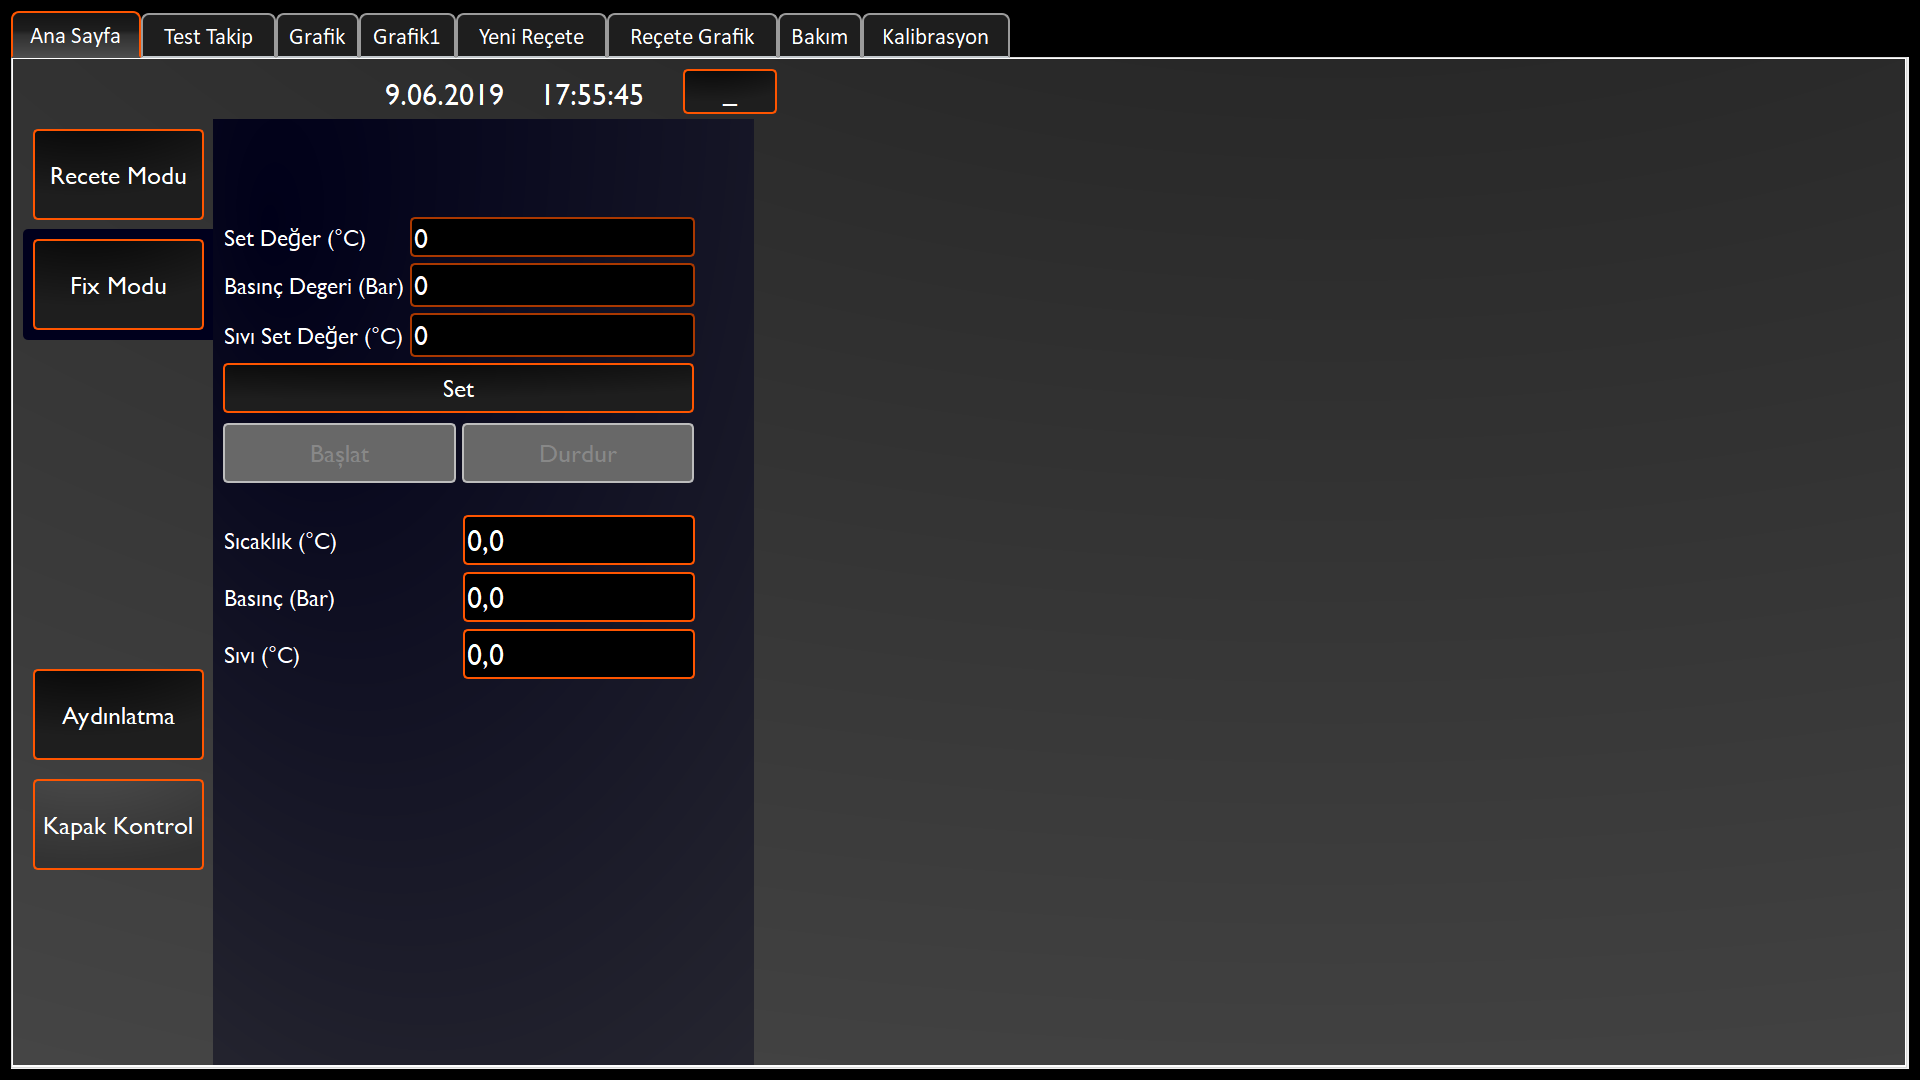 Ana Sayfa Test Takip Grafik Grafik1 Yeni Reçete Reçete Grafik Bakım Kalibrasyon
9.06.2019 17:55:45 _
Recete Modu
Fix Modu
Set Değer (°C) 0
Basınç Degeri (Bar) 0
Sıvı Set Değer (°C) 0
Set
Başlat Durdur
Sıcaklık (°C) 0,0
Basınç (Bar) 0,0
Sıvı (°C) 0,0
Aydınlatma
Kapak Kontrol